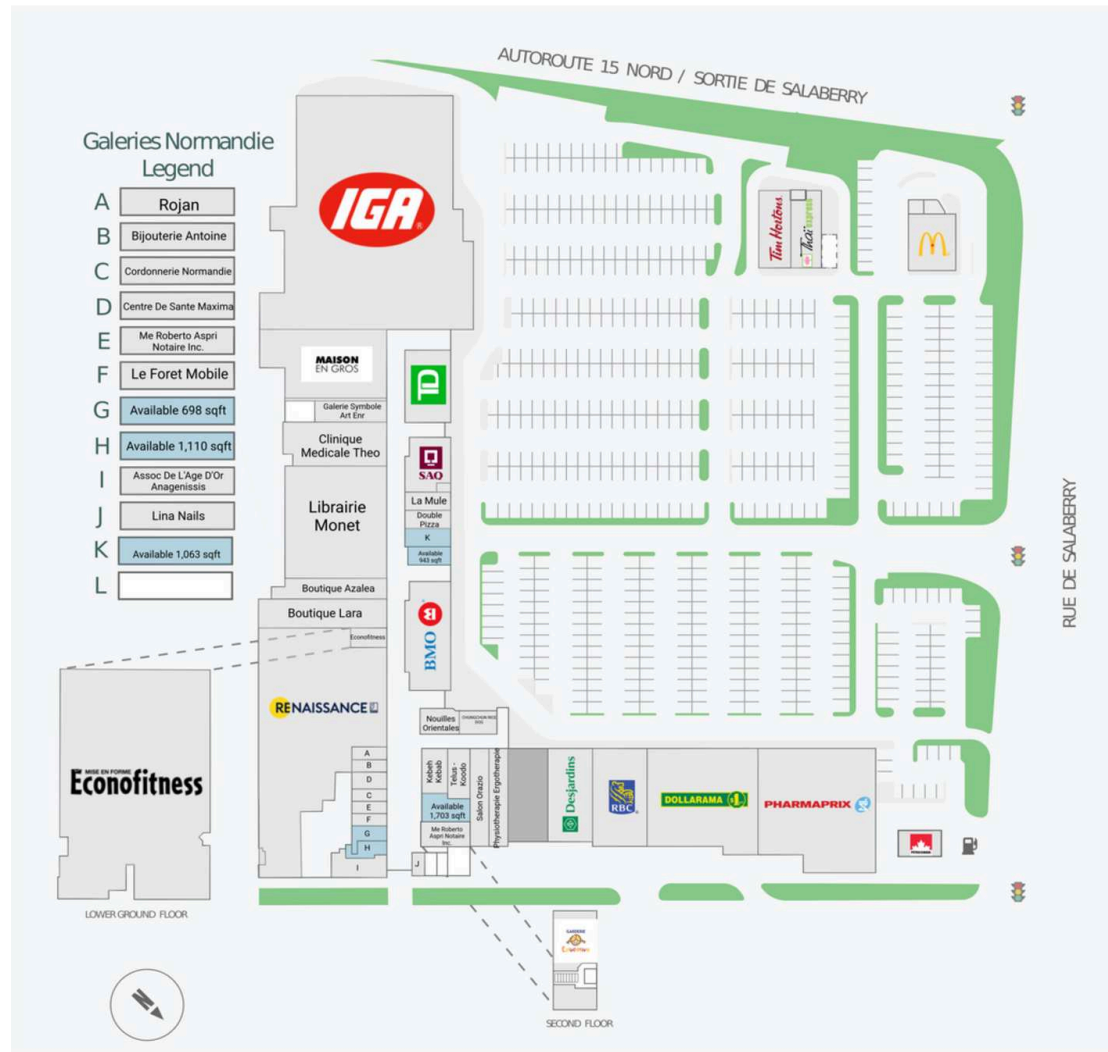 AUTOROUTE 15 NORD / SORTIE DE SALABERRY
Galeries Normandie
Legend
A
Rojan
B
Bijouterie Antoine
C
Cordonnerie Normandie
D
Centre De Sante Maxima
E
Me Roberto Aspri
Notaire Inc.
F
Le Foret Mobile
G
Available 698 sqft
H
Available 1,110 sqft
I
Assoc De L'Age D'Or
Anagenissis
J
Lina Nails
K
Available 1,063 sqft
L
IGA
MAISON
EN GROS
Galerie Symbole
Art Enr
Clinique
Medicale Theo
Librairie
Monet
Boutique Azalea
Boutique Lara
Econofitness
RENAISSANCE
A
B
D
C
E
F
G
H
I
TD
SAQ
La Mule
Double
Pizza
K
Available
943 sqft
BMO
Nouilles
Orientales
Kebeh
Kebab
Telus -
Koodo
Available
1,703 sqft
Me Roberto
Aspri Notaire
Inc.
J
Salon Orazio
Physiotherapie Ergotherapie
Desjardins
RBC
DOLLARAMA
PHARMAPRIX
Tim Hortons
Thaï
RUE DE SALABERRY
MISE EN FORME
Econofitness
LOWER GROUND FLOOR
SECOND FLOOR
N